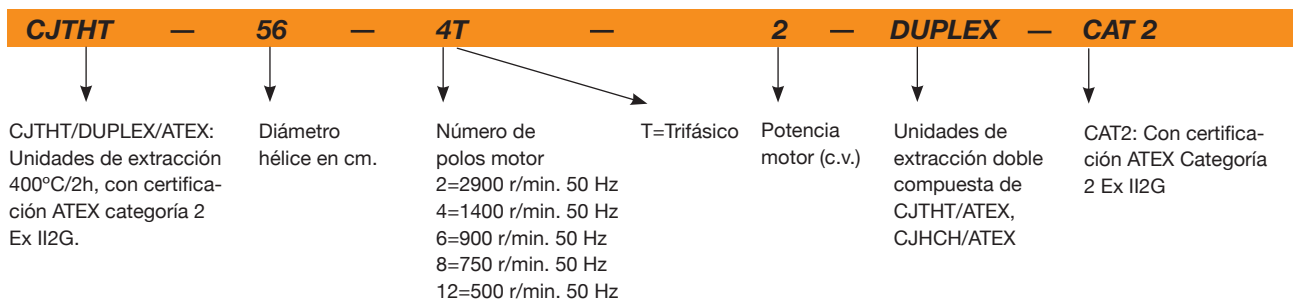 CJTHT — 56 — 4T — 2 — DUPLEX — CAT 2
CJTHT/DUPLEX/ATEX:
Unidades de extracción
400ºC/2h, con certifica-
ción ATEX categoría 2
Ex II2G.
Diámetro
hélice en cm.
Número de
polos motor
2=2900 r/min. 50 Hz
4=1400 r/min. 50 Hz
6=900 r/min. 50 Hz
8=750 r/min. 50 Hz
12=500 r/min. 50 Hz
T=Trifásico
Potencia
motor (c.v.)
Unidades de
extracción doble
compuesta de
CJTHT/ATEX,
CJHCH/ATEX
CAT2: Con certifica-
ción ATEX Categoría
2 Ex II2G